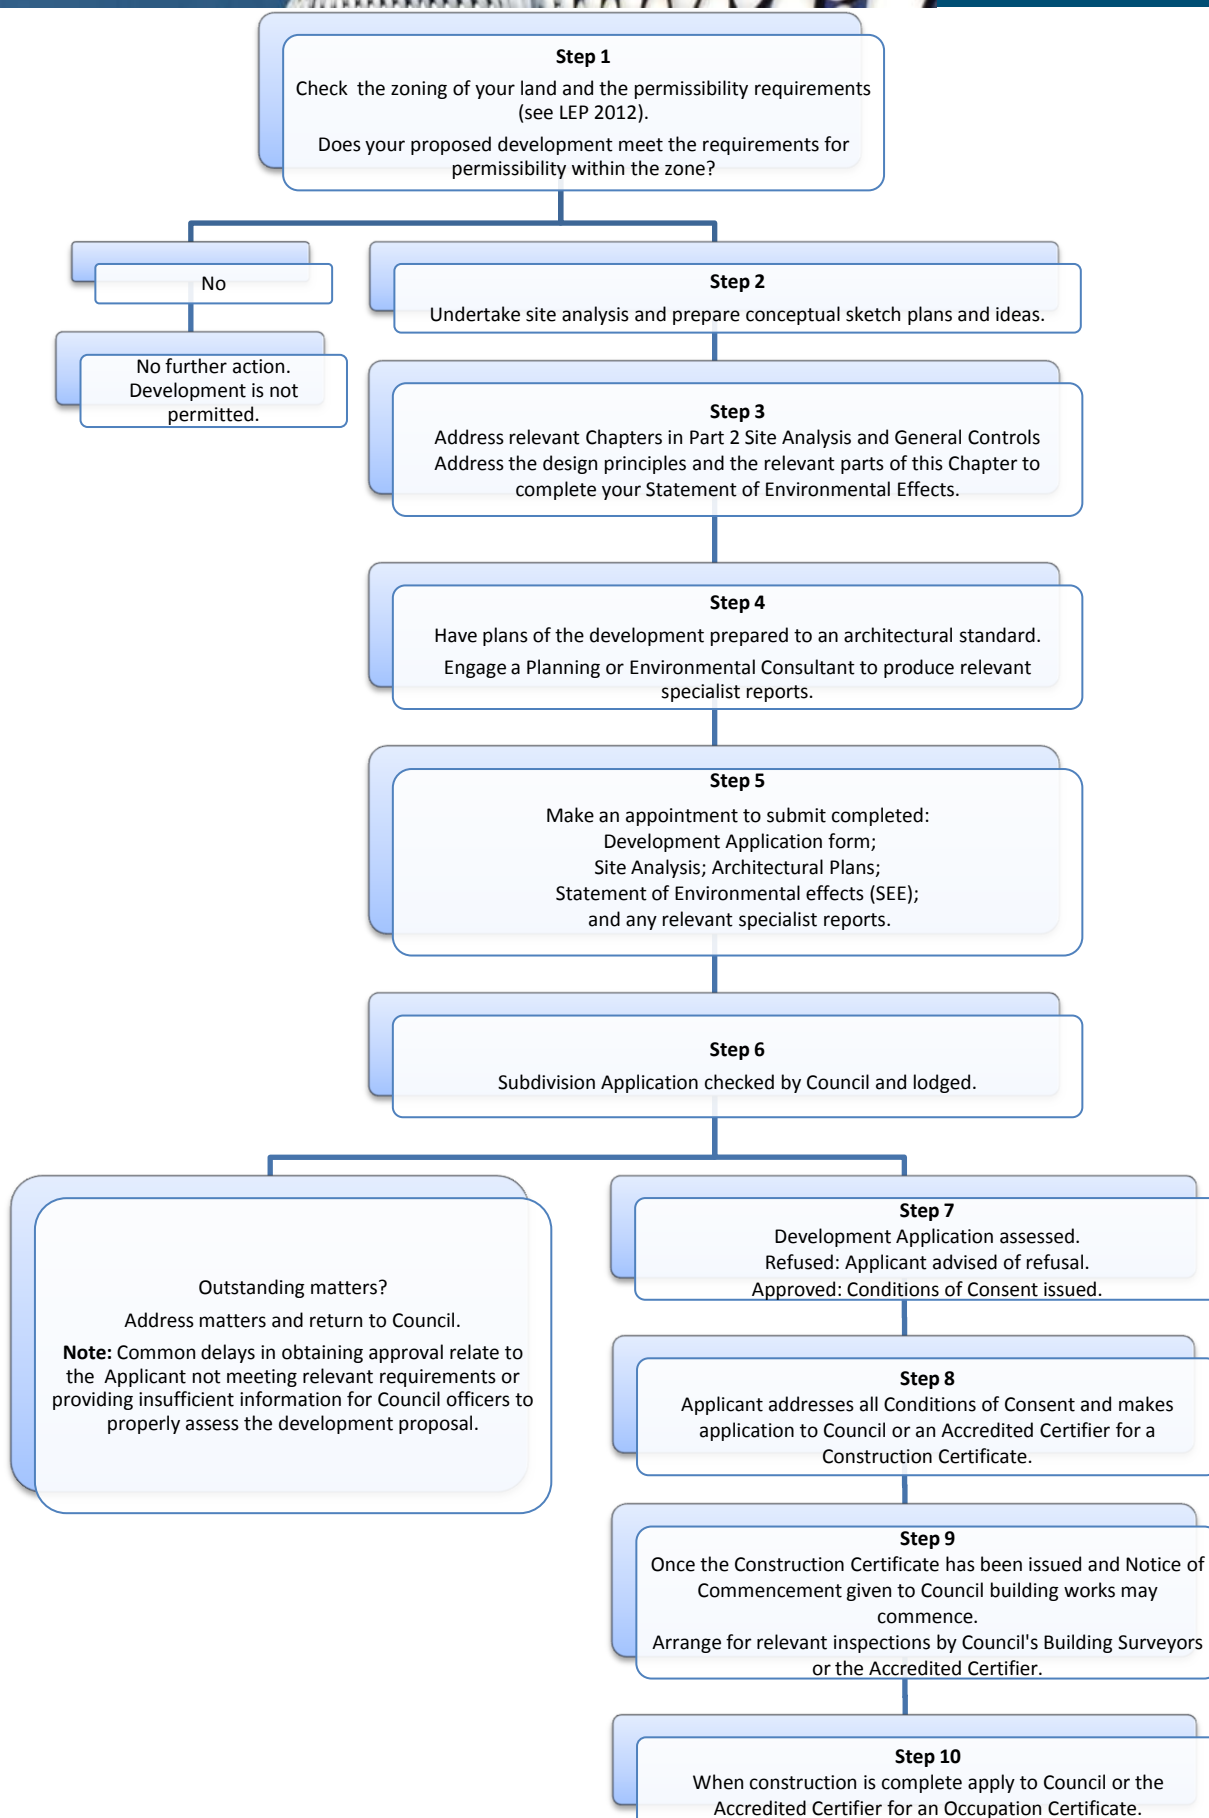 Step 1
Check the zoning of your land and the permissibility requirements
(see LEP 2012).
Does your proposed development meet the requirements for
permissibility within the zone?
No
No further action.
Development is not
permitted.
Step 2
Undertake site analysis and prepare conceptual sketch plans and ideas.
Step 3
Address relevant Chapters in Part 2 Site Analysis and General Controls
Address the design principles and the relevant parts of this Chapter to
complete your Statement of Environmental Effects.
Step 4
Have plans of the development prepared to an architectural standard.
Engage a Planning or Environmental Consultant to produce relevant
specialist reports.
Step 5
Make an appointment to submit completed:
Development Application form;
Site Analysis; Architectural Plans;
Statement of Environmental effects (SEE);
and any relevant specialist reports.
Step 6
Subdivision Application checked by Council and lodged.
Outstanding matters?
Address matters and return to Council.
Note: Common delays in obtaining approval relate to
the Applicant not meeting relevant requirements or
providing insufficient information for Council officers to
properly assess the development proposal.
Step 7
Development Application assessed.
Refused: Applicant advised of refusal.
Approved: Conditions of Consent issued.
Step 8
Applicant addresses all Conditions of Consent and makes
application to Council or an Accredited Certifier for a
Construction Certificate.
Step 9
Once the Construction Certificate has been issued and Notice of
Commencement given to Council building works may
commence.
Arrange for relevant inspections by Council's Building Surveyors
or the Accredited Certifier.
Step 10
When construction is complete apply to Council or the
Accredited Certifier for an Occupation Certificate.